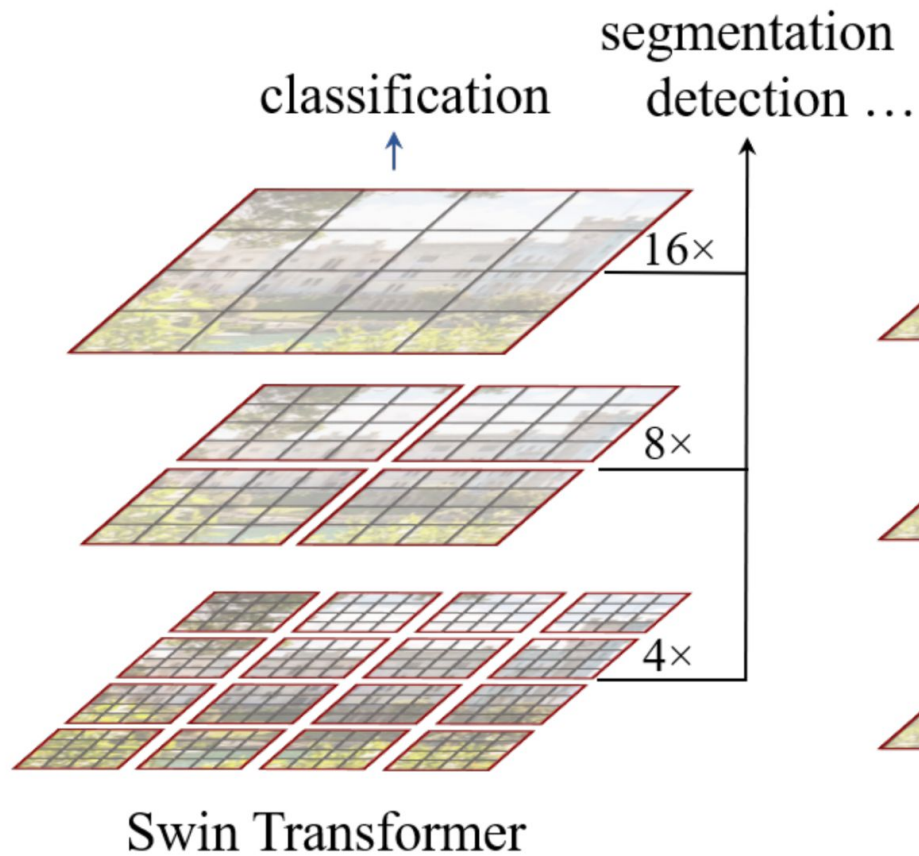 segmentation
classification
detection …
16×
8×
4×
Swin Transformer